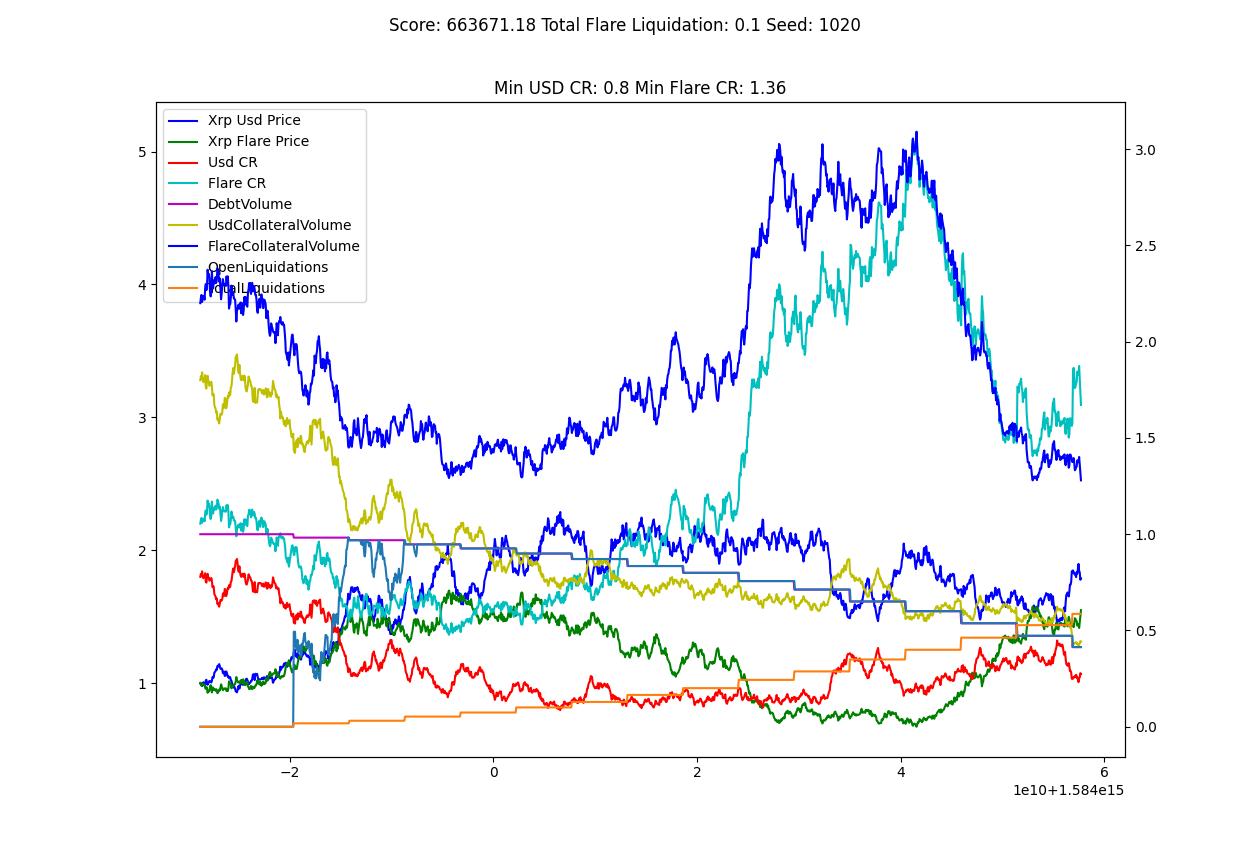 Score: 663671.18 Total Flare Liquidation: 0.1 Seed: 1020
Min USD CR: 0.8 Min Flare CR: 1.36
Xrp Usd Price
Xrp Flare Price
Usd CR
Flare CR
DebtVolume
UsdCollateralVolume
FlareCollateralVolume
OpenLiquidations
TotalLiquidations
5
4
3
2
1
3.0
2.5
2.0
1.5
1.0
0.5
0.0
−2
0
2
4
6
1e10+1.584e15